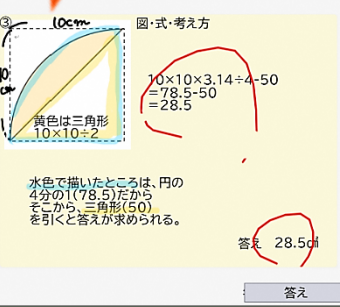 ③
10cm
10
cm
黄色は三角形
10×10÷2
図・式・考え方
10×10×3.14÷4-50
=78.5-50
=28.5
水色で描いたところは、円の
4分の1(78.5)だから
そこから、三角形(50)
を引くと答えが求められる。
答え 28.5㎠
答え